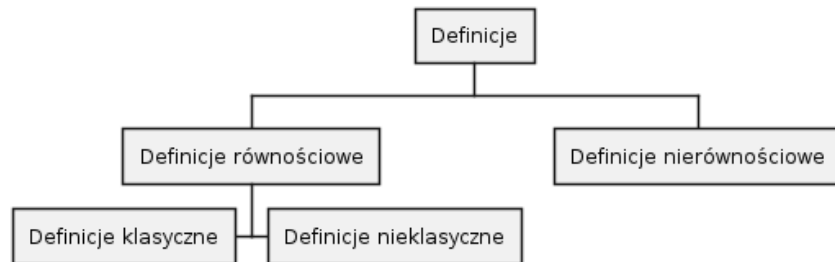 Definicje
Definicje równościowe
Definicje nierównościowe
Definicje klasyczne
Definicje nieklasyczne